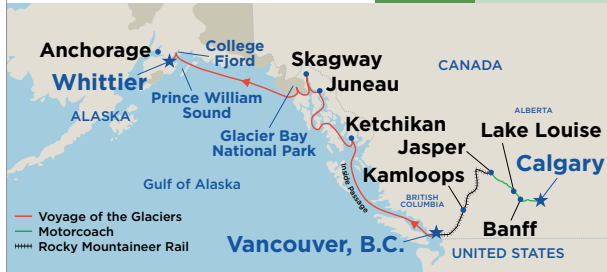 Anchorage
Whittier
College
Fjord
Prince William
Sound
ALASKA
Skagway
Juneau
CANADA
Glacier Bay
National Park
Ketchikan
ALBERTA
Lake Louise
Jasper
Calgary
Kamloops
Gulf of Alaska
Inside Passage
BRITISH
COLUMBIA
Banff
Vancouver, B.C.
UNITED STATES
Voyage of the Glaciers
Motorcoach
Rocky Mountaineer Rail